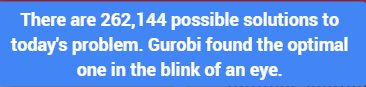 There are 262,144 possible solutions to
today's problem. Gurobi found the optimal
one in the blink of an eye.